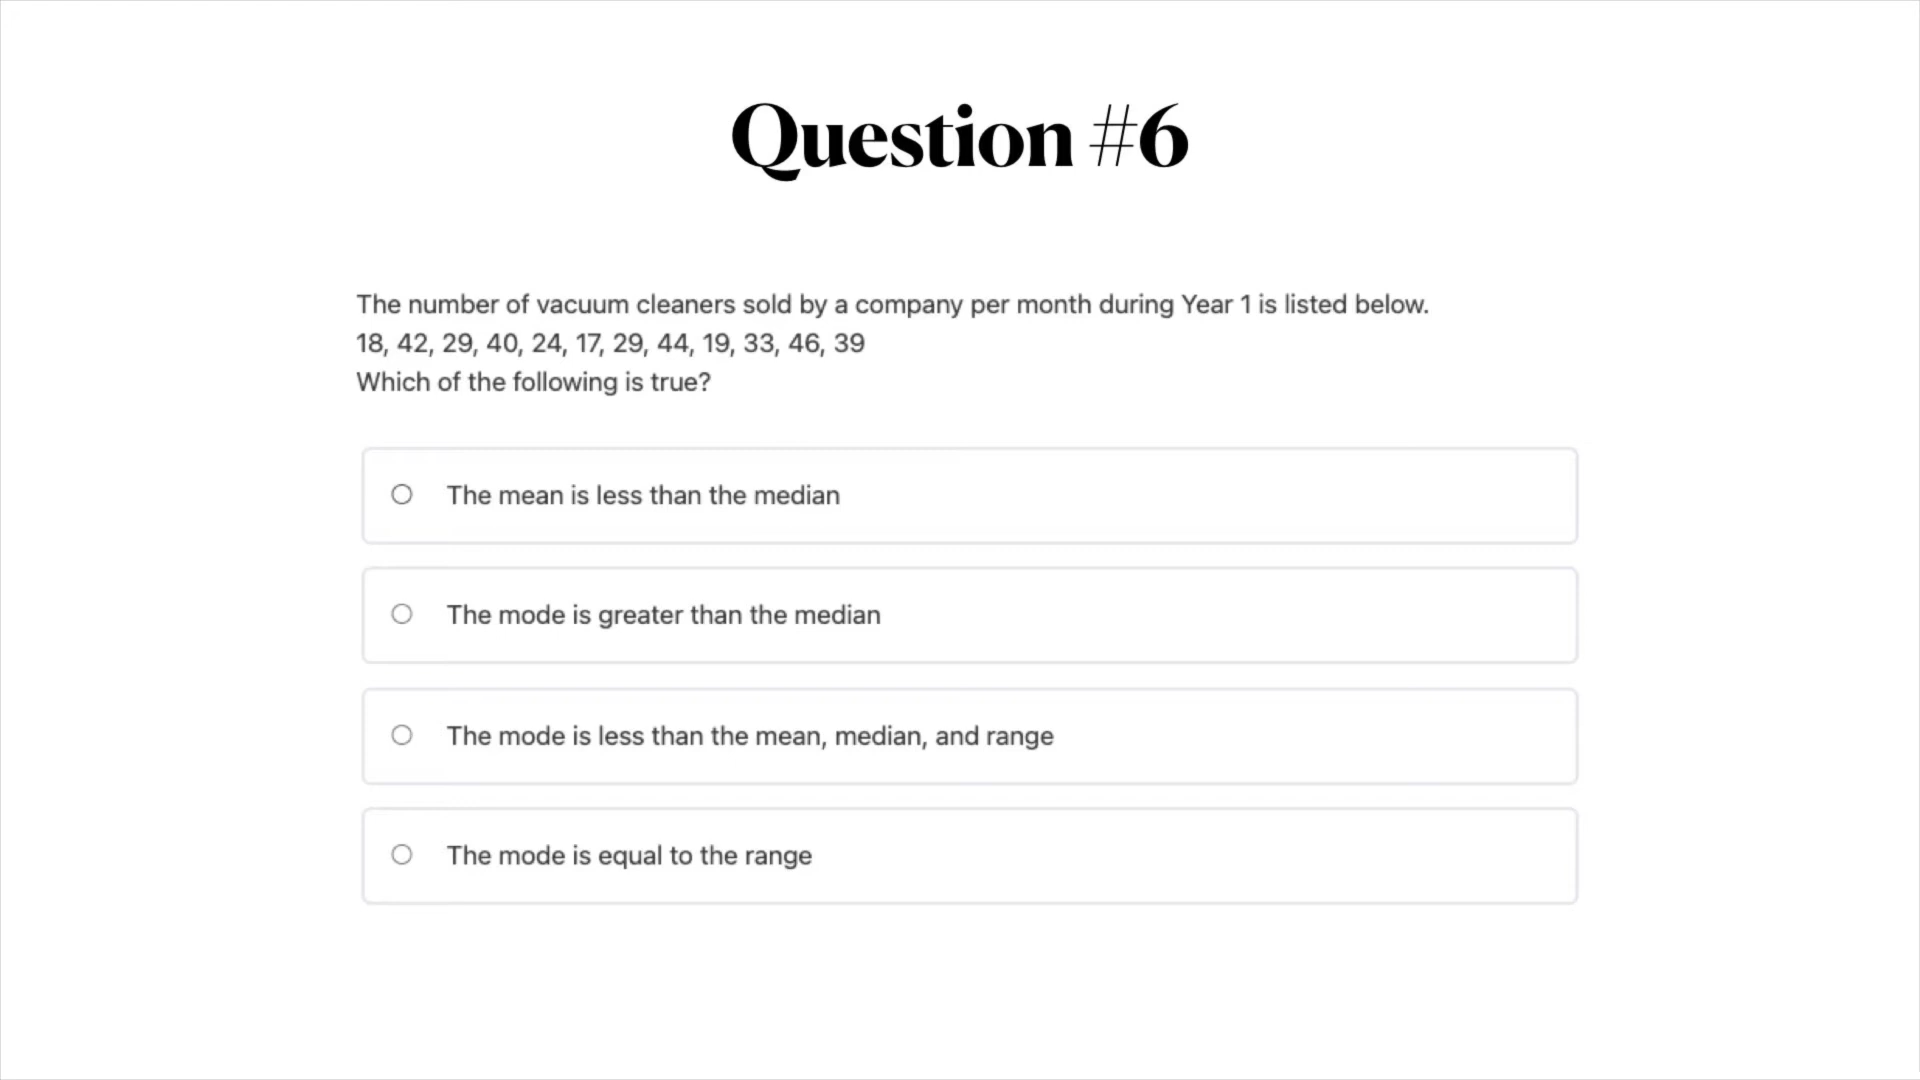 Question #6
The number of vacuum cleaners sold by a company per month during Year 1 is listed below.
18, 42, 29, 40, 24, 17, 29, 44, 19, 33, 46, 39
Which of the following is true?
The mean is less than the median
The mode is greater than the median
The mode is less than the mean, median, and range
The mode is equal to the range